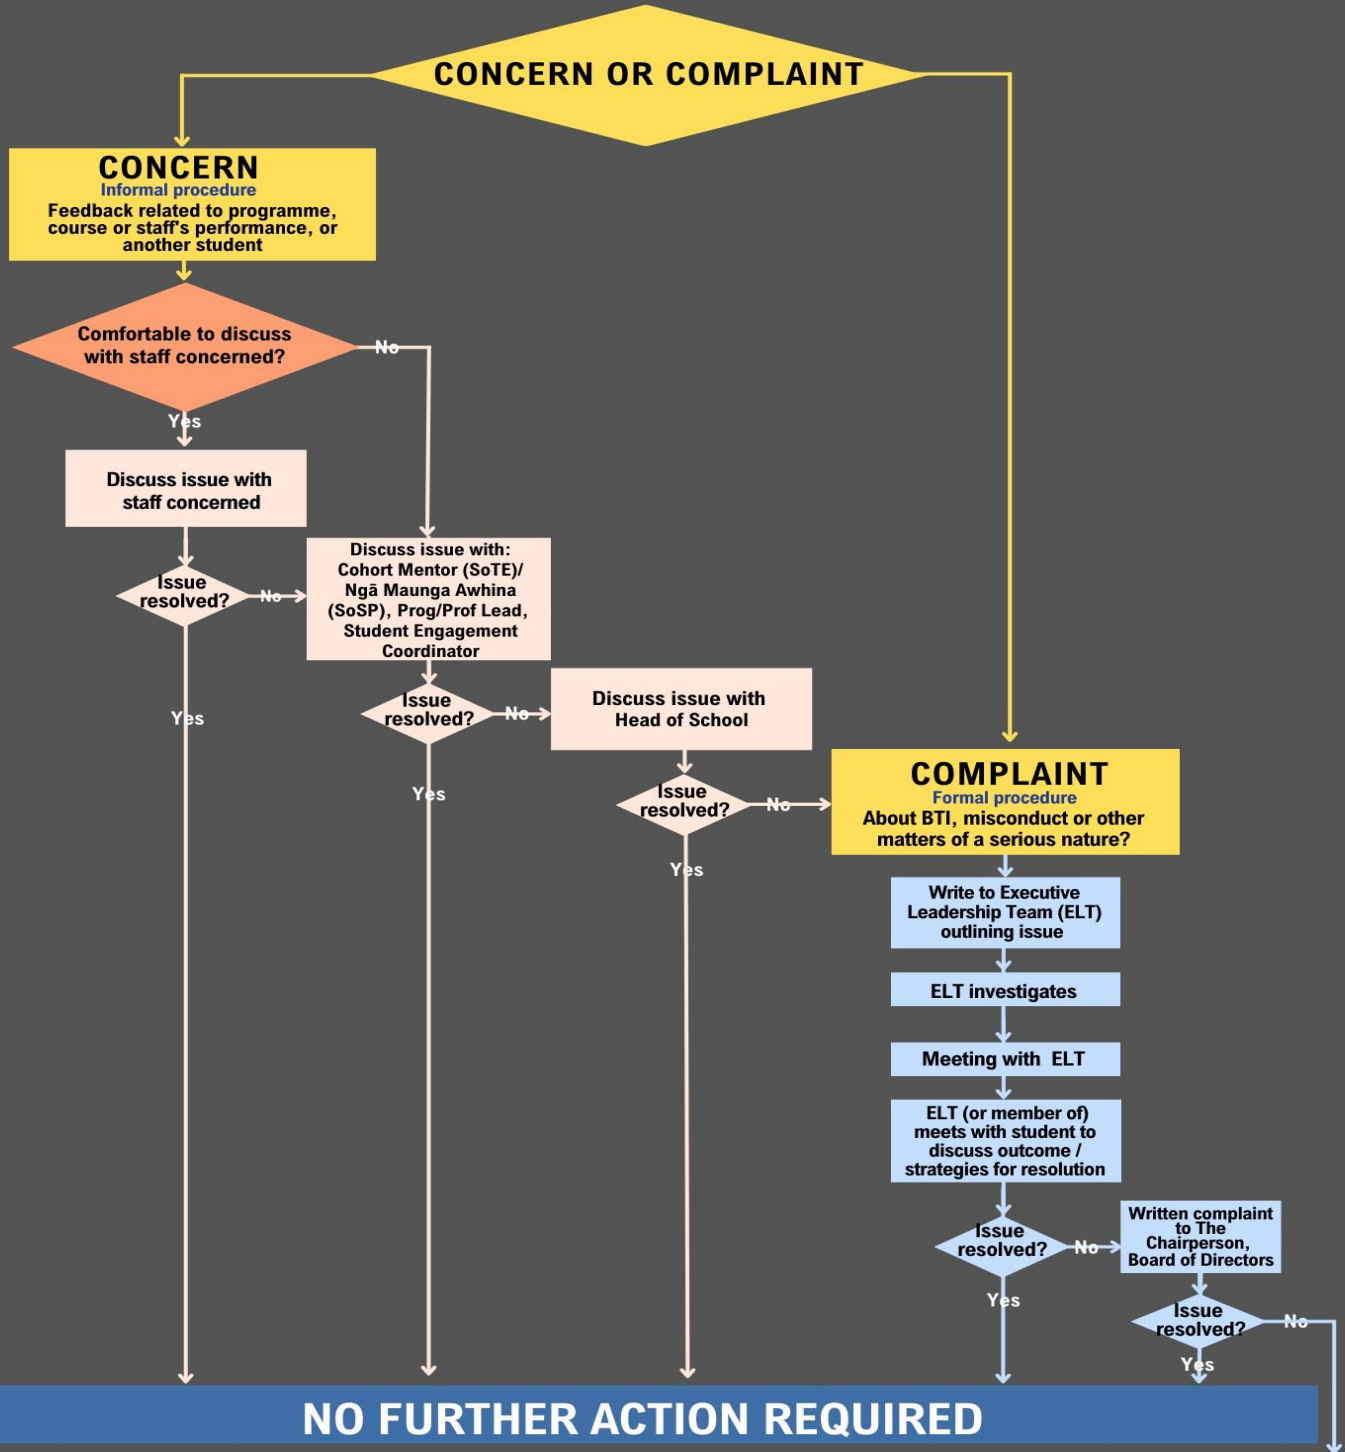 CONCERN OR COMPLAINT
CONCERN
Informal procedure
Feedback related to programme,
course or staff's performance, or
another student
Comfortable to discuss
with staff concerned?
No
Yes
Discuss issue with
staff concerned
Issue
resolved?
No
Yes
Discuss issue with:
Cohort Mentor (SoTE)/
Ngā Maunga Awhina
(SoSP), Prog/Prof Lead,
Student Engagement
Coordinator
Issue
resolved?
No
Yes
Discuss issue with
Head of School
Issue
resolved?
No
Yes
COMPLAINT
Formal procedure
About BTI, misconduct or other
matters of a serious nature?
Write to Executive
Leadership Team (ELT)
outlining issue
ELT investigates
Meeting with ELT
ELT (or member of)
meets with student to
discuss outcome /
strategies for resolution
Issue
resolved?
No
Yes
Written complaint
to The
Chairperson,
Board of Directors
Issue
resolved?
No
Yes
NO FURTHER ACTION REQUIRED